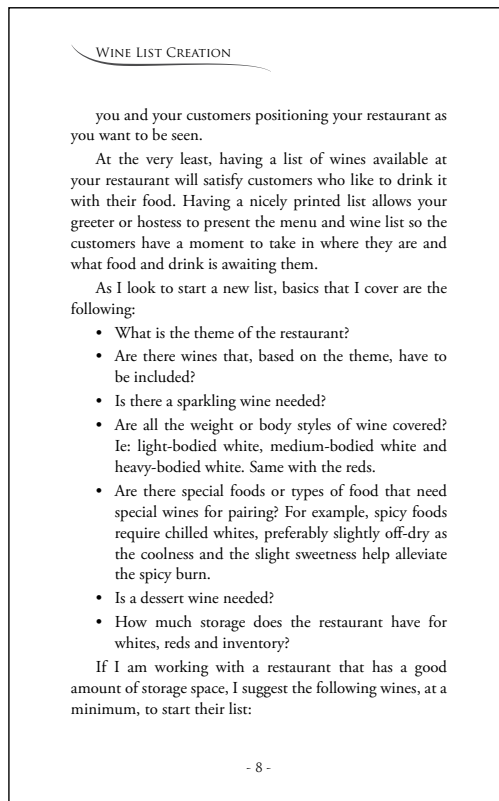 WINE LIST CREATION
you and your customers positioning your restaurant as
you want to be seen.
At the very least, having a list of wines available at
your restaurant will satisfy customers who like to drink it
with their food. Having a nicely printed list allows your
greeter or hostess to present the menu and wine list so the
customers have a moment to take in where they are and
what food and drink is awaiting them.
As I look to start a new list, basics that I cover are the
following:
• What is the theme of the restaurant?
• Are there wines that, based on the theme, have to
be included?
• Is there a sparkling wine needed?
• Are all the weight or body styles of wine covered?
Ie: light-bodied white, medium-bodied white and
heavy-bodied white. Same with the reds.
• Are there special foods or types of food that need
special wines for pairing? For example, spicy foods
require chilled whites, preferably slightly off-dry as
the coolness and the slight sweetness help alleviate
the spicy burn.
• Is a dessert wine needed?
• How much storage does the restaurant have for
whites, reds and inventory?
If I am working with a restaurant that has a good
amount of storage space, I suggest the following wines, at a
minimum, to start their list:
- 8 -